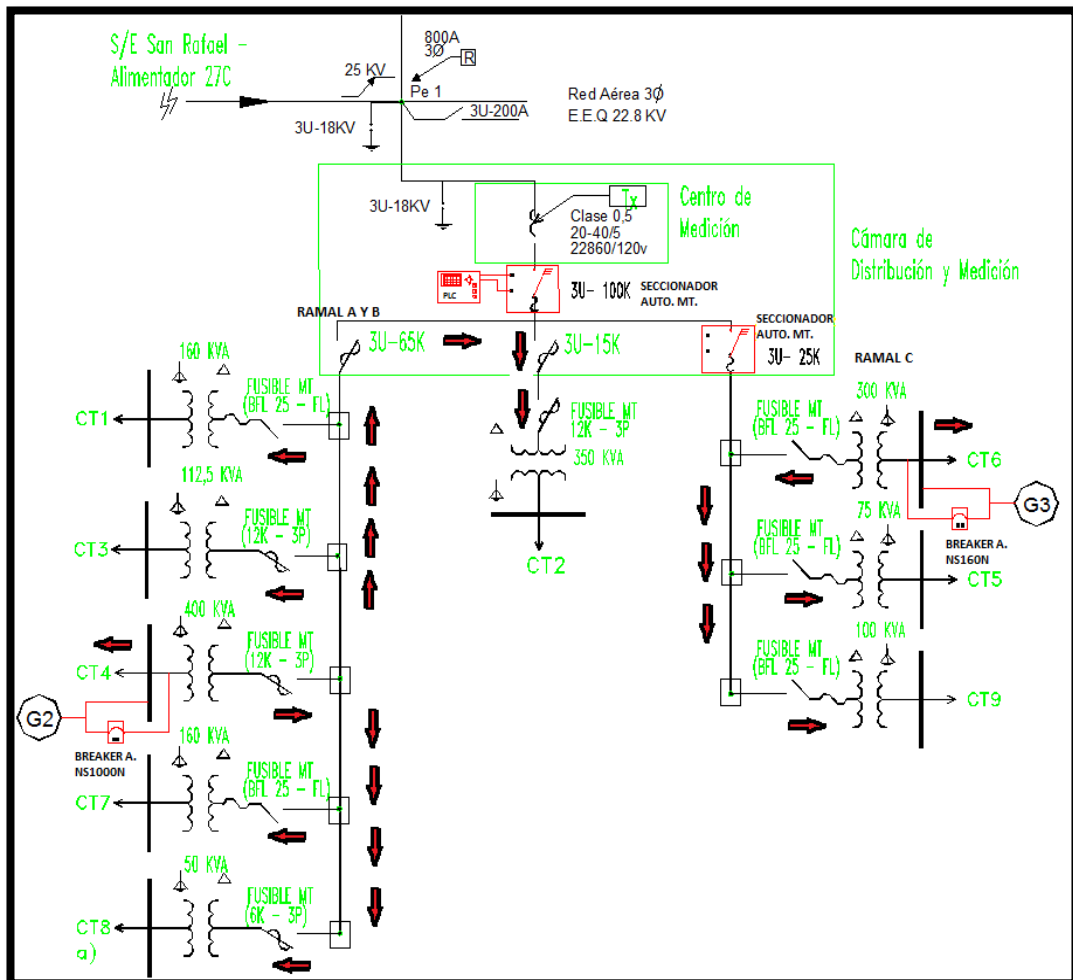 S/E San Rafael -
Alimentador 27C
800A
3Ø
R
25 KV
Pe 1
3U-200A
Red Aérea 3Ø
E.E.Q 22.8 KV
3U-18KV
3U-18KV
Tx
Clase 0,5
20-40/5
22860/120v
Centro de
Medición
Cámara de
Distribución y Medición
PLC
3U- 100K
SECCIONADOR
AUTO. MT.
RAMAL A Y B
3U-65K
3U-15K
SECCIONADOR
AUTO. MT.
3U- 25K
RAMAL C
160 KVA
FUSIBLE MT
(BFL 25 - FL)
CT1
112,5 KVA
FUSIBLE MT
(12K - 3P)
CT3
400 KVA
FUSIBLE MT
(12K - 3P)
CT4
G2
BREAKER A.
NS1000N
160 KVA
FUSIBLE MT
(BFL 25 - FL)
CT7
50 KVA
FUSIBLE MT
(6K - 3P)
CT8
a)
FUSIBLE MT
12K - 3P
350 KVA
CT2
300 KVA
FUSIBLE MT
(BFL 25 - FL)
CT6
G3
BREAKER A.
NS160N
75 KVA
FUSIBLE MT
(BFL 25 - FL)
CT5
100 KVA
FUSIBLE MT
(BFL 25 - FL)
CT9